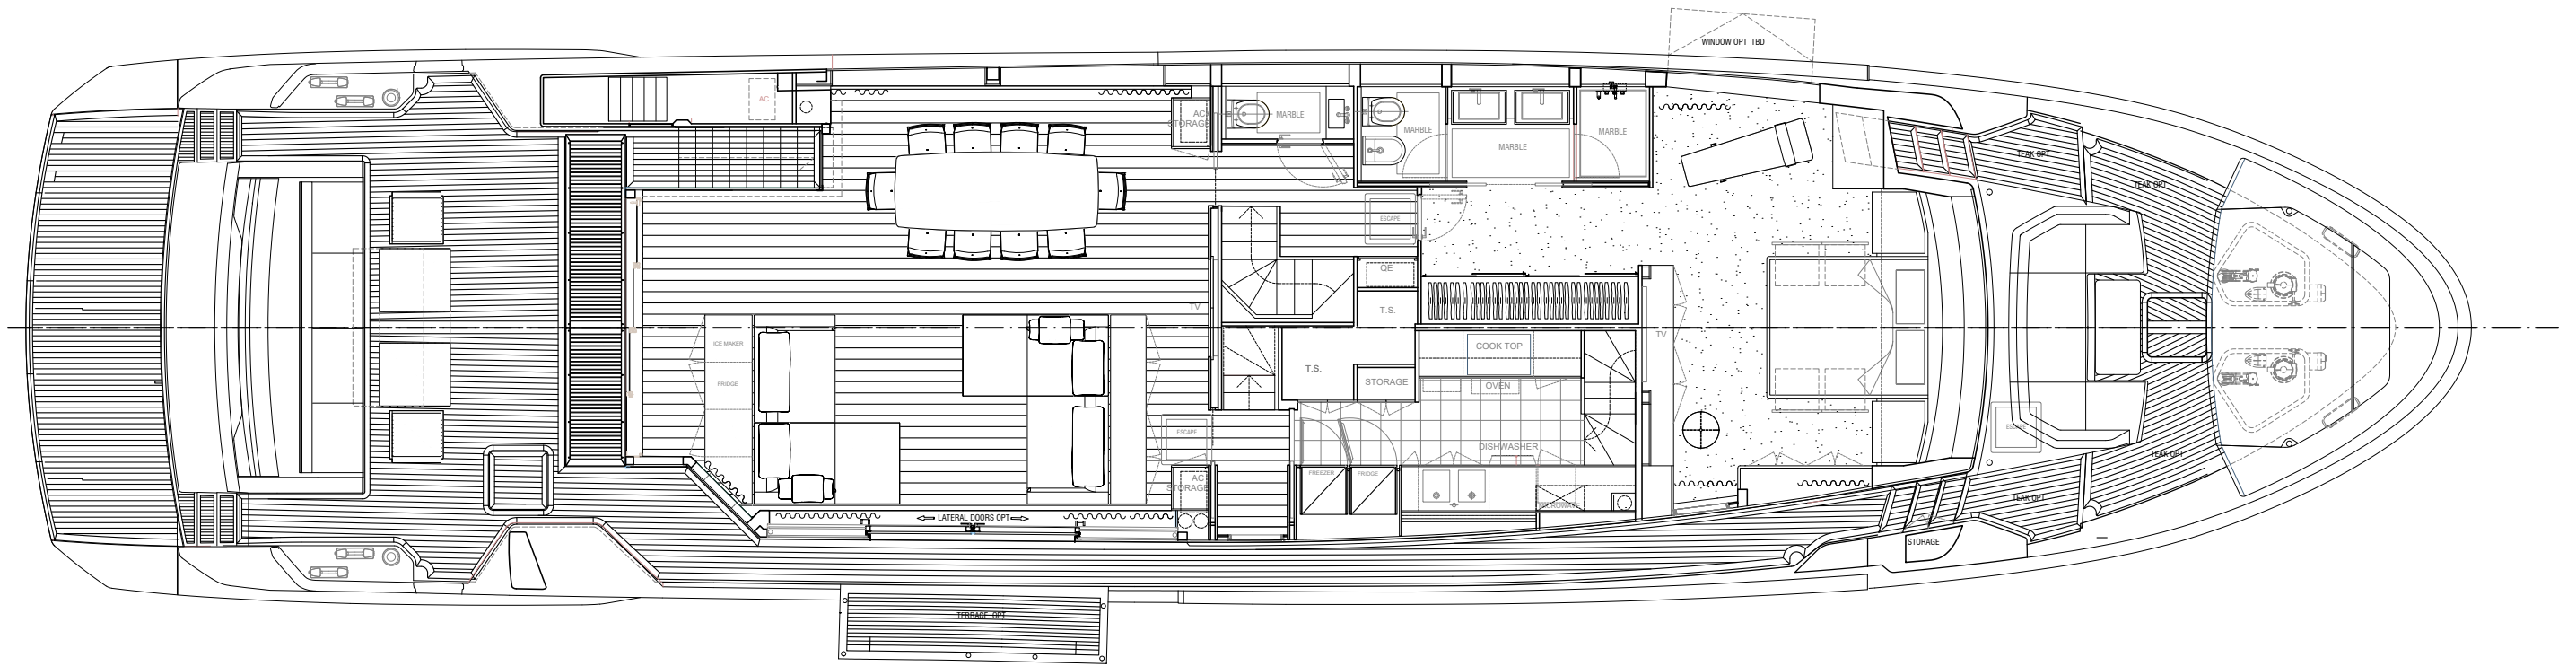 WINDOW OPT TBD
AC
AC
STORAGE
MARBLE
MARBLE
MARBLE
MARBLE
TEAK OPT
TEAK OPT
ESCAPE
QE
T.S.
TV
TV
ICE MAKER
FRIDGE
COOK TOP
T.S.
STORAGE
OVEN
ESCAPE
ESCAPE
DISHWASHER
TEAK OPT
FREEZER
FRIDGE
AC
STORAGE
MICROWAVE
TEAK OPT
LATERAL DOORS OPT
STORAGE
TERRACE OPT